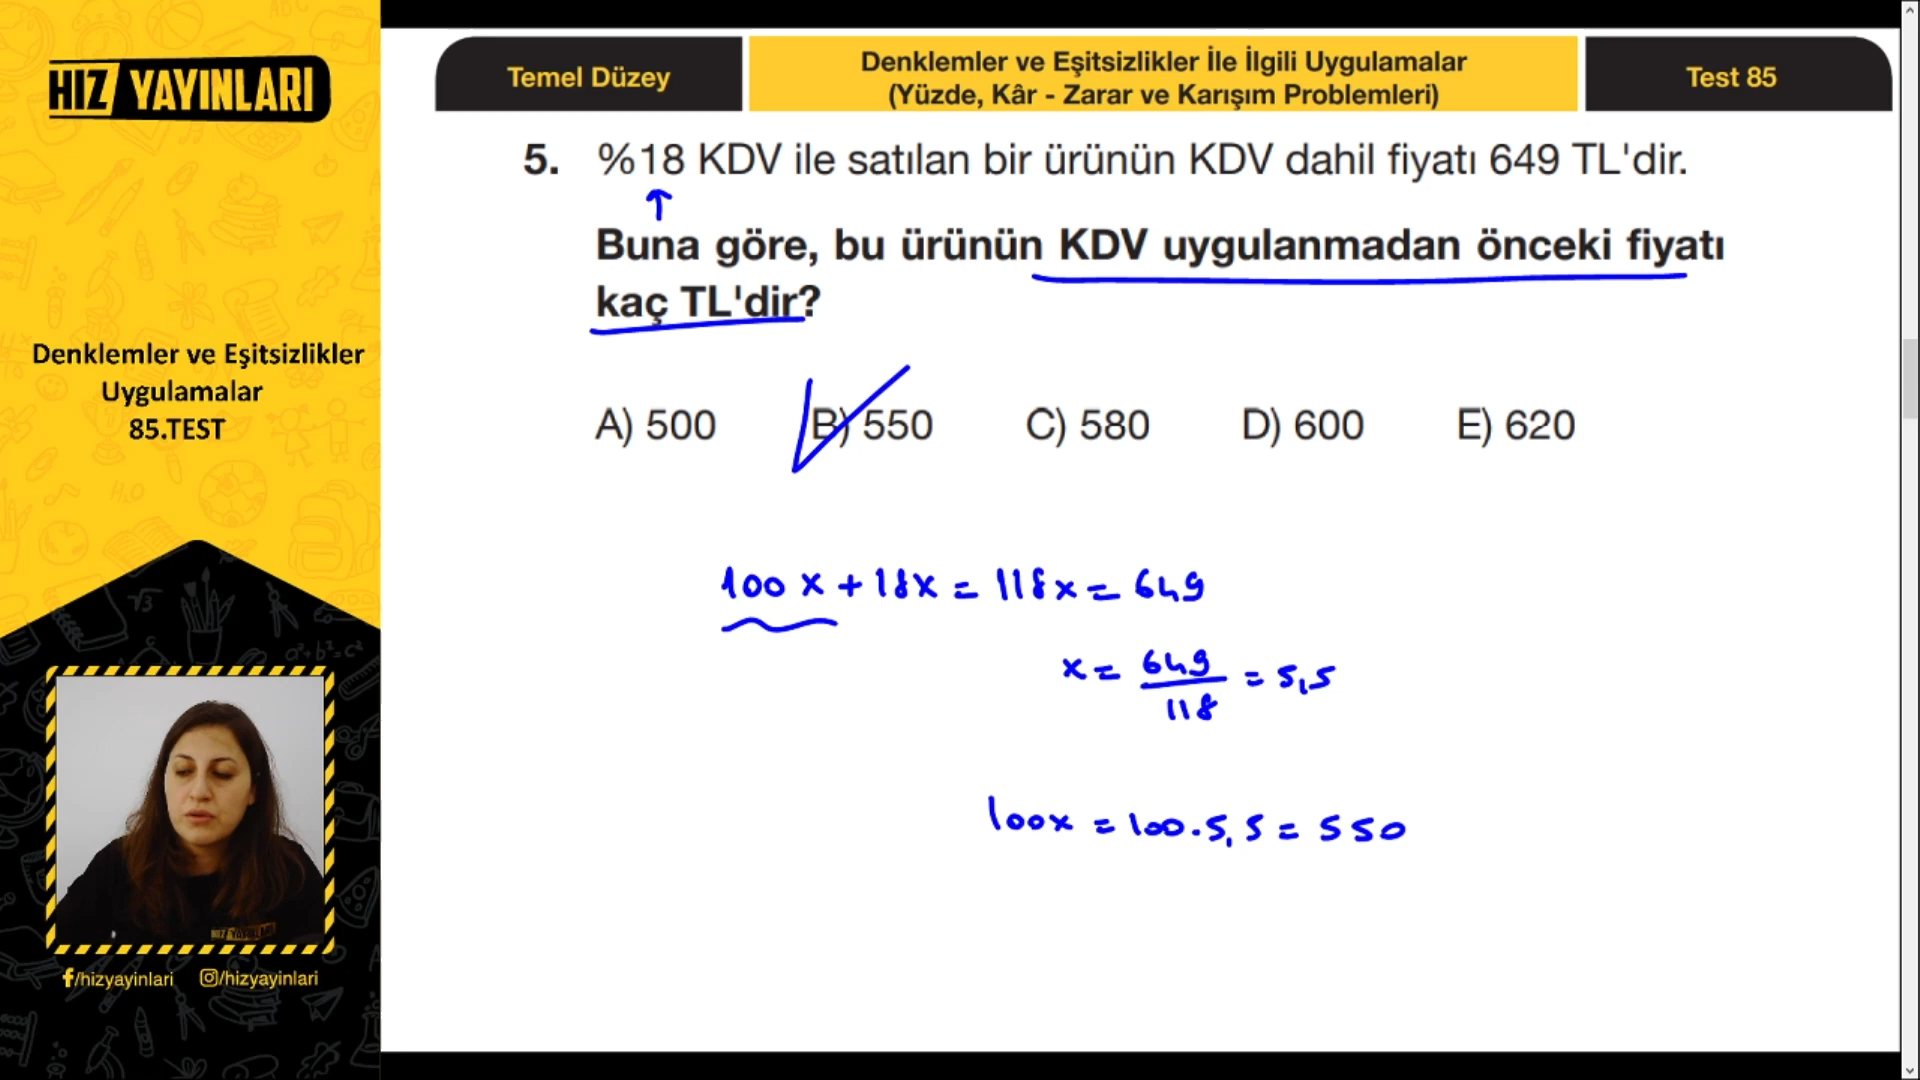 HIZ YAYINLARI
Denklemler ve Eşitsizlikler
Uygulamalar
85.TEST
f/hizyayinlari /hizyayinlari
Temel Düzey
Denklemler ve Eşitsizlikler İle İlgili Uygulamalar
(Yüzde, Kâr - Zarar ve Karışım Problemleri)
Test 85
5. %18 KDV ile satılan bir ürünün KDV dahil fiyatı 649 TL'dir.
Buna göre, bu ürünün KDV uygulanmadan önceki fiyatı
kaç TL'dir?
A) 500 B) 550 C) 580 D) 600 E) 620
100x + 18x = 118x = 649
x = 649/118 = 5,5
100x = 100.5,5 = 550